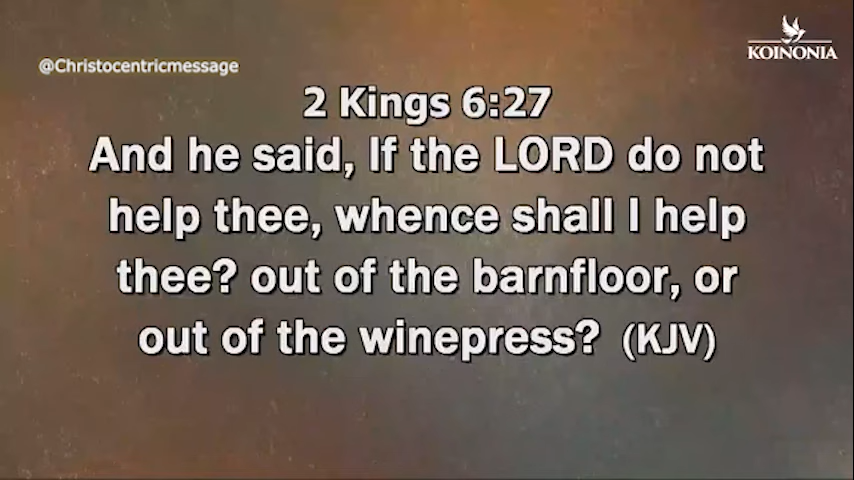 @Christocentricmessage
KOINONIA
2 Kings 6:27
And he said, If the LORD do not
help thee, whence shall I help
thee? out of the barnfloor, or
out of the winepress? (KJV)